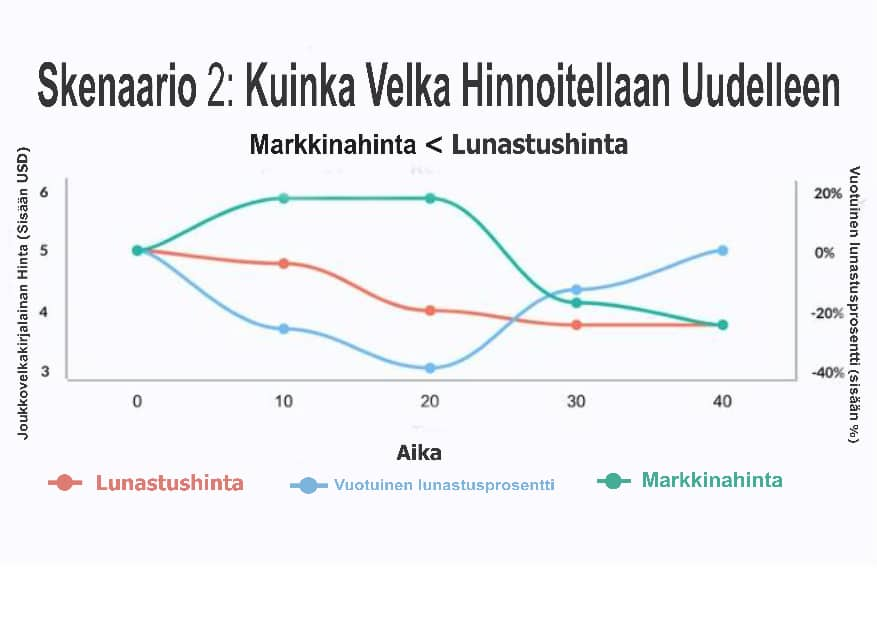 Skenaario 2: Kuinka Velka Hinnoitellaan Uudelleen
Markkinahinta < Lunastushinta
Joukkovelkakirjalainan Hinta (Sisään USD)
6
5
4
3
20%
0%
-20%
-40%
Vuotuinen lunastusprosentti (sisään %)
0 10 20 30 40
Aika
Lunastushinta Vuotuinen lunastusprosentti Markkinahinta